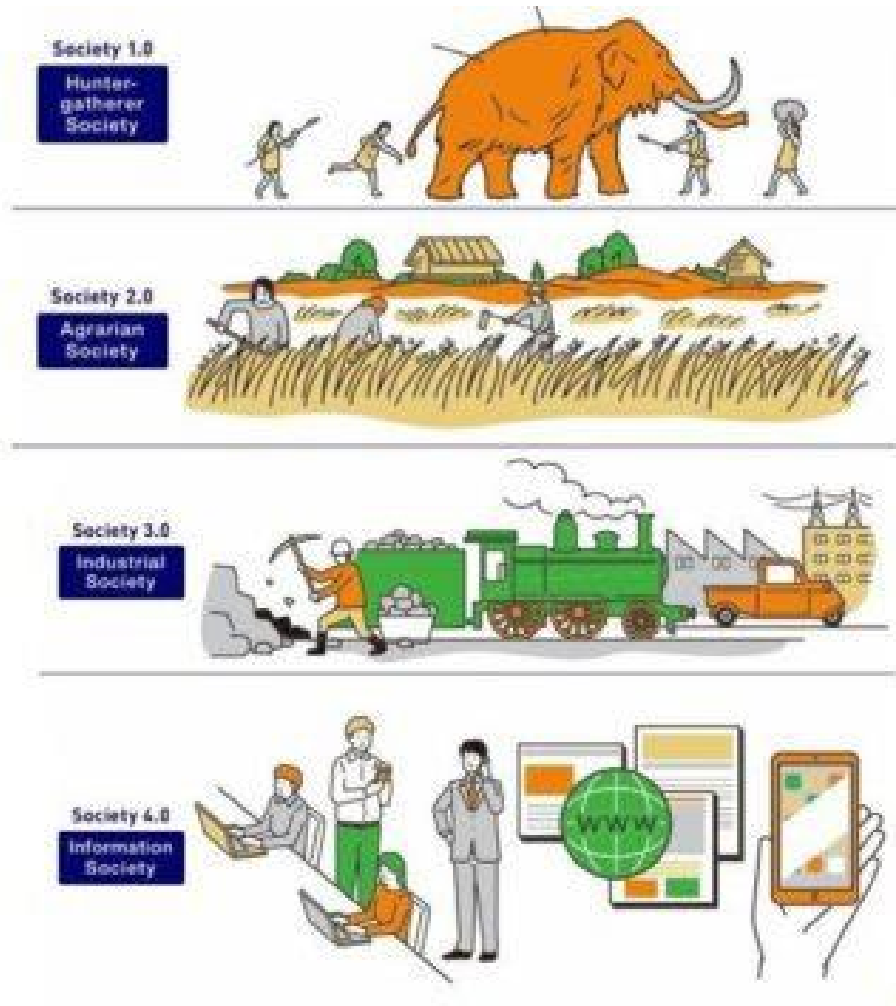 Society 1.0
Hunter-
gatherer
Society
Society 2.0
Agrarian
Society
Society 3.0
Industrial
Society
Society 4.0
Information
Society
WWW